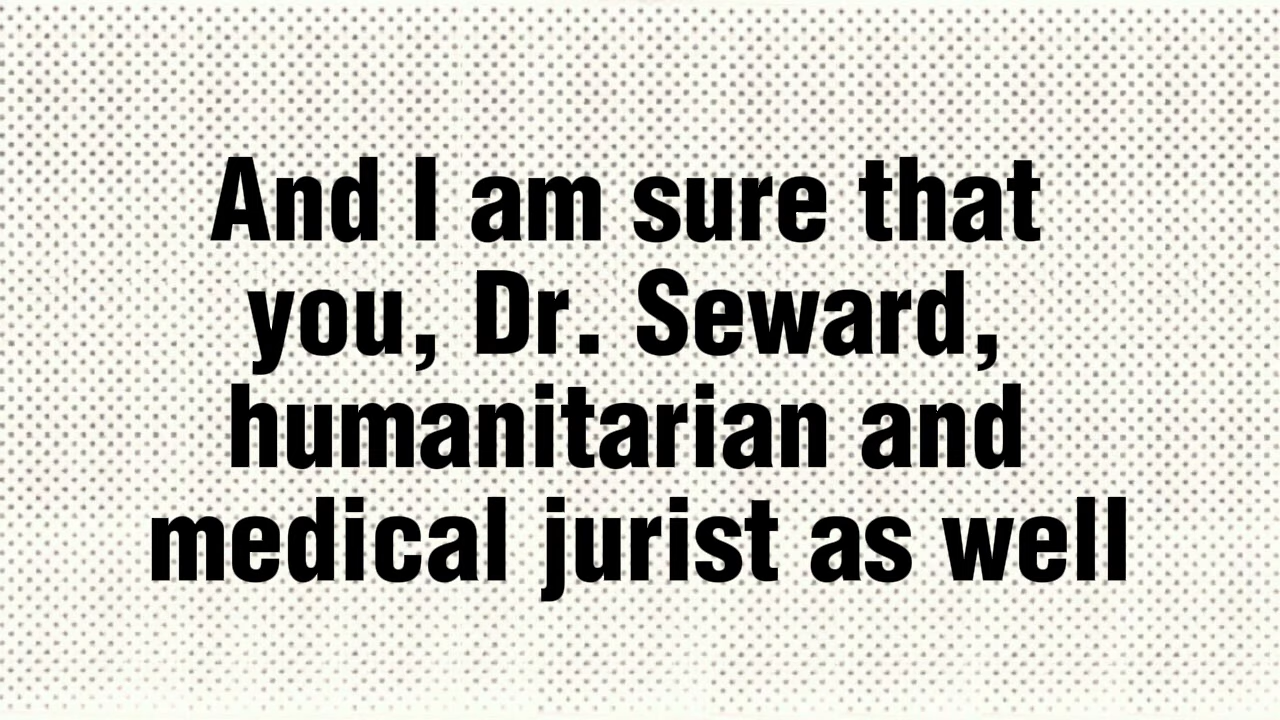 And I am sure that
you, Dr. Seward,
humanitarian and
medical jurist as well